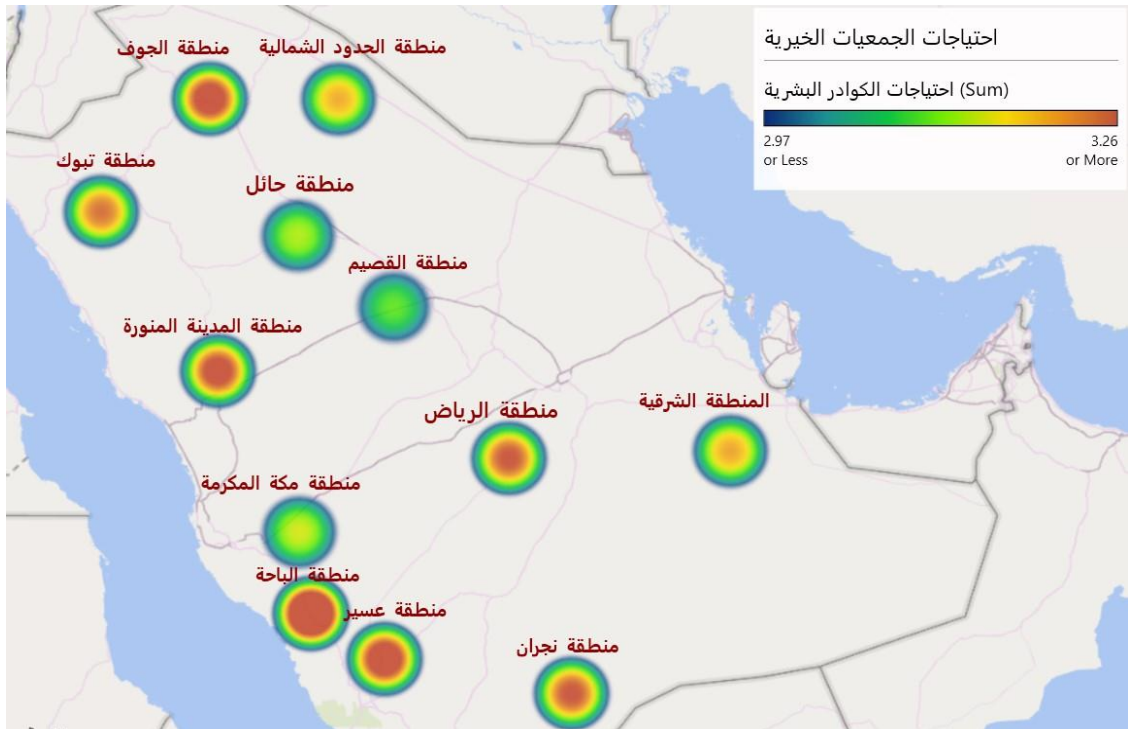 احتياجات الجمعيات الخيرية
احتياجات الكوادر البشرية (Sum)
2.97
or Less
3.26
or More
منطقة الحدود الشمالية
منطقة الجوف
منطقة تبوك
منطقة حائل
منطقة القصيم
منطقة المدينة المنورة
المنطقة الشرقية
منطقة الرياض
منطقة مكة المكرمة
منطقة الباحة
منطقة عسير
منطقة نجران